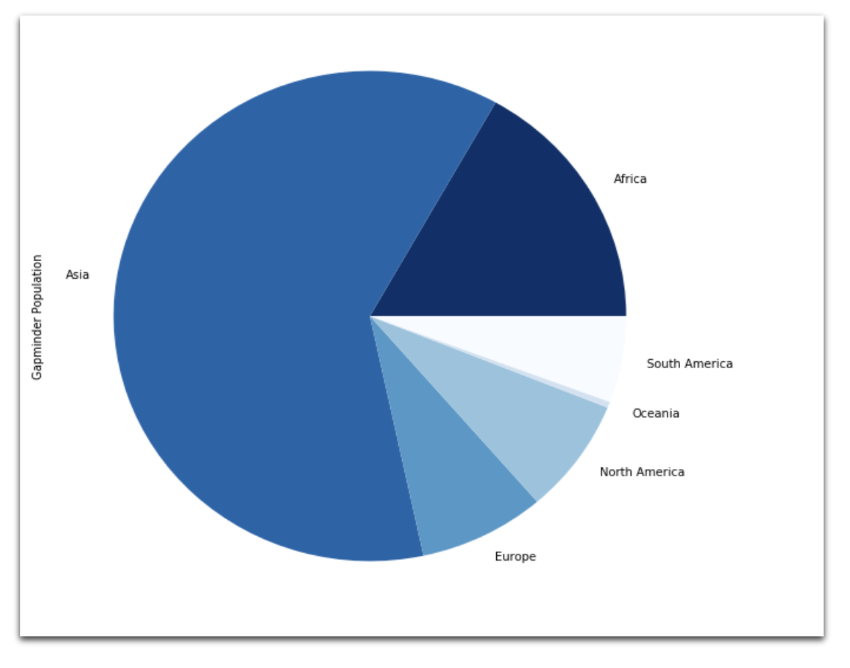 Africa
Asia
Gapminder Population
South America
Oceania
North America
Europe